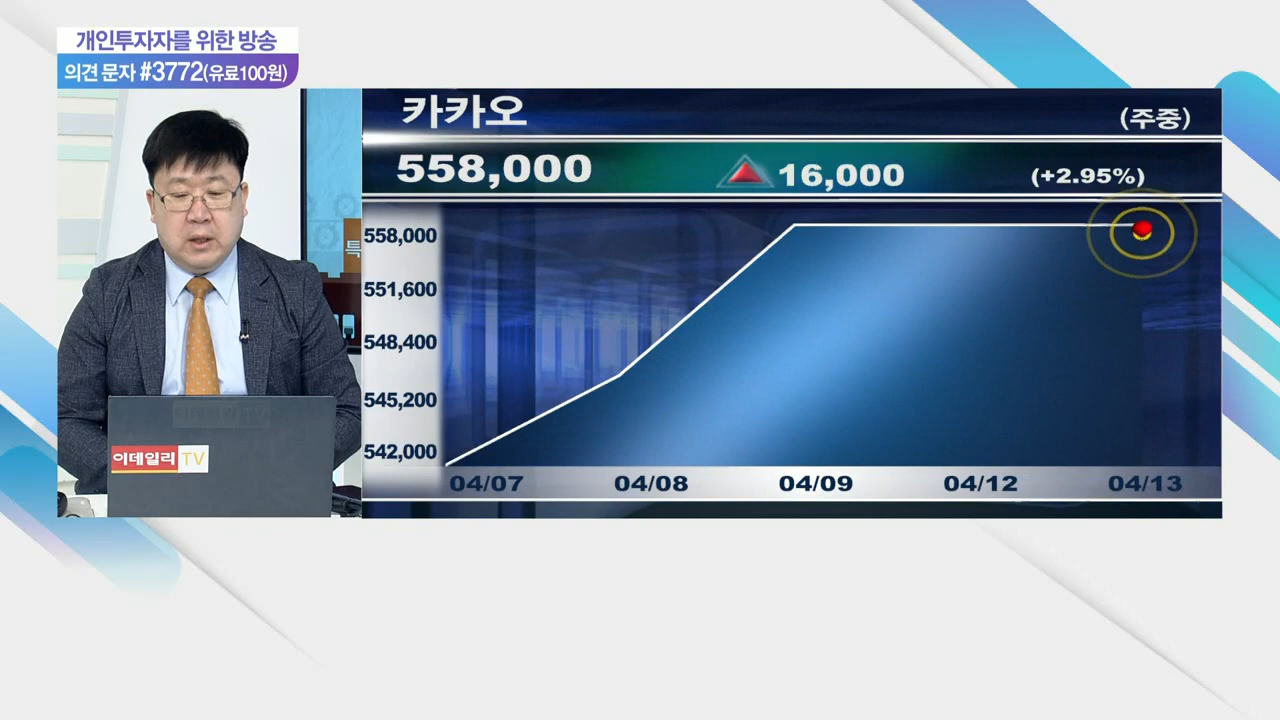 개인투자자를 위한 방송
의견 문자 #3772(유료100원)
카카오
(주중)
558,000
16,000
(+2.95%)
558,000
551,600
548,400
545,200
542,000
04/07
04/08
04/09
04/12
04/13
특
이데일리 TV